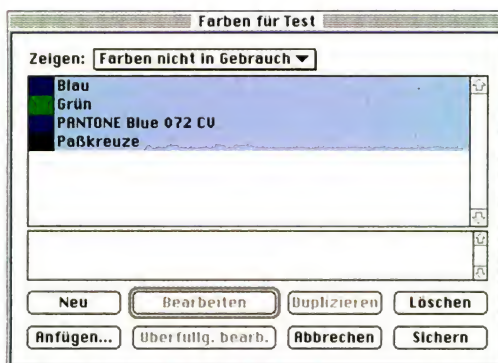 Farben für Test
Zeigen: Farben nicht in Gebrauch
Blau
Grün
PANTONE Blue 072 CV
Paßkreuze
Neu Bearbeiten Duplizieren Löschen
Anfügen... Überfüllg. bearb. Abbrechen Sichern